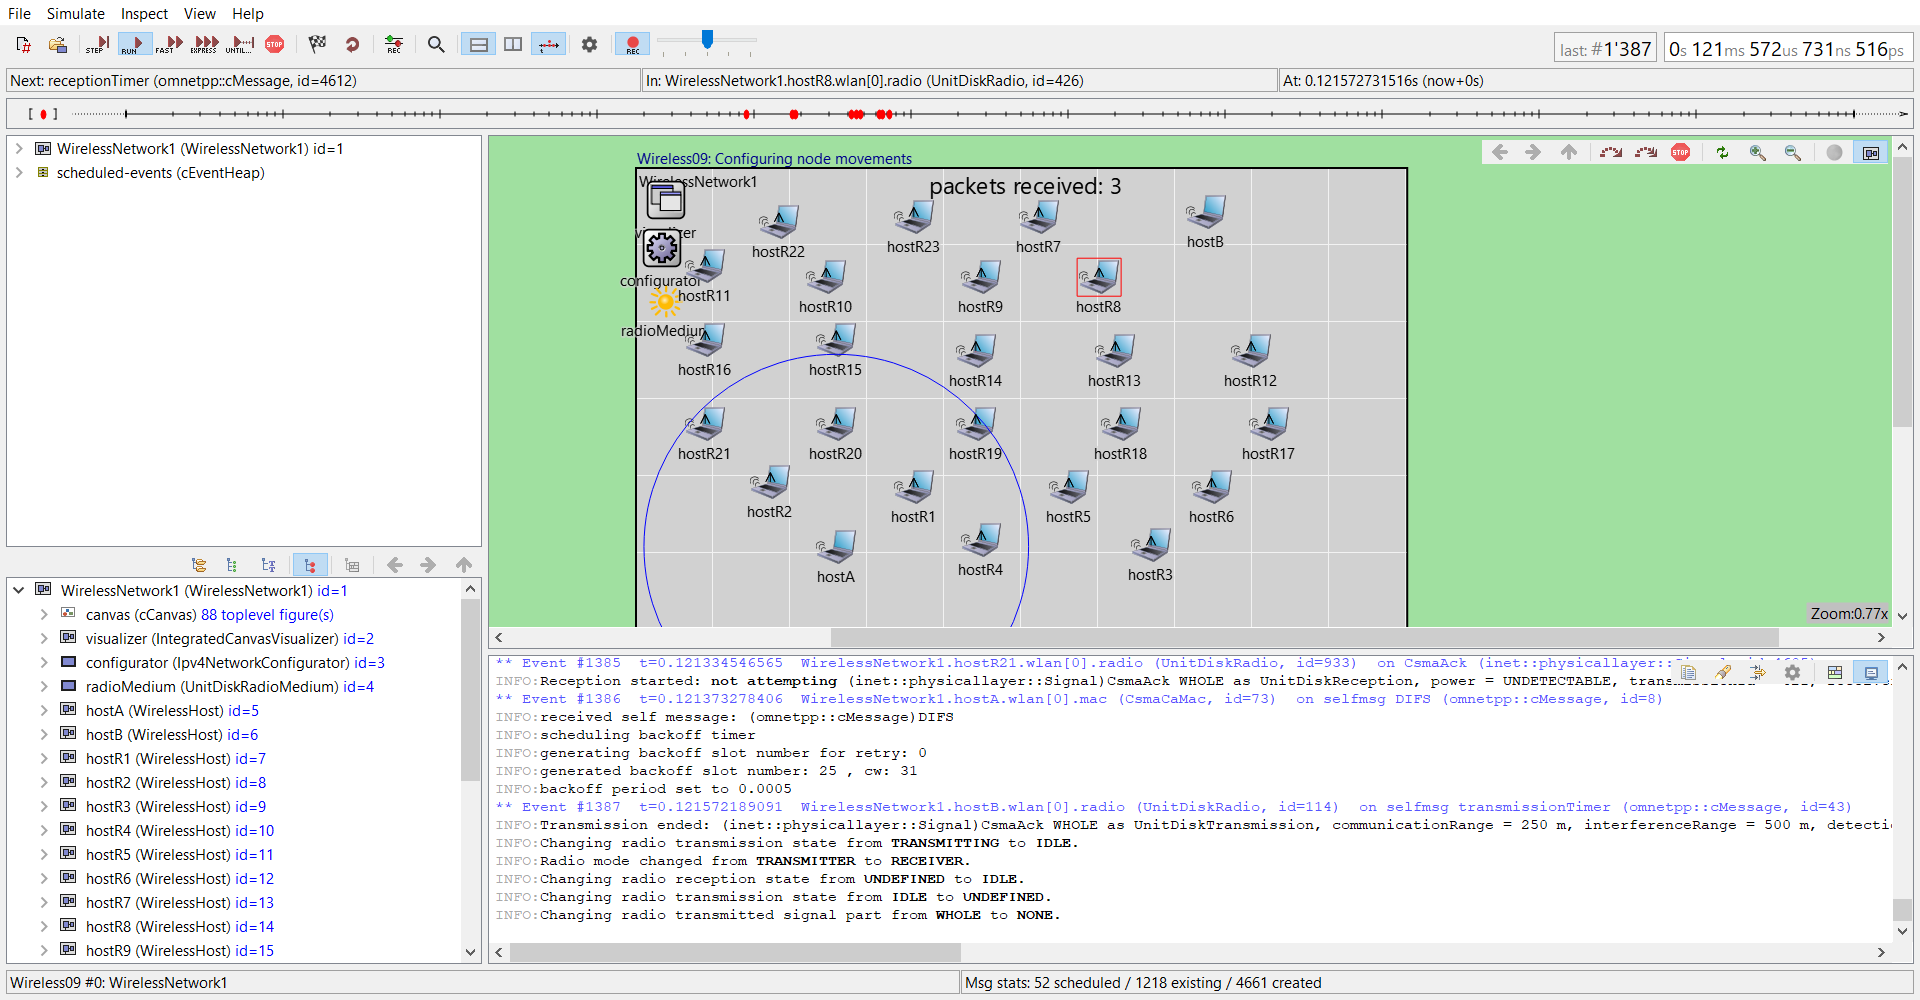 File Simulate Inspect View Help
STEP RUN FAST EXPRESS UNTIL... STOP REC REC
last: #1'387
0s 121ms 572us 731ns 516ps
Next: receptionTimer (omnetpp::cMessage, id=4612)
In: WirelessNetwork1.hostR8.wlan[0].radio (UnitDiskRadio, id=426)
At: 0.121572731516s (now+0s)
WirelessNetwork1 (WirelessNetwork1) id=1
scheduled-events (cEventHeap)
WirelessNetwork1 (WirelessNetwork1) id=1
canvas (cCanvas) 88 toplevel figure(s)
visualizer (IntegratedCanvasVisualizer) id=2
configurator (Ipv4NetworkConfigurator) id=3
radioMedium (UnitDiskRadioMedium) id=4
hostA (WirelessHost) id=5
hostB (WirelessHost) id=6
hostR1 (WirelessHost) id=7
hostR2 (WirelessHost) id=8
hostR3 (WirelessHost) id=9
hostR4 (WirelessHost) id=10
hostR5 (WirelessHost) id=11
hostR6 (WirelessHost) id=12
hostR7 (WirelessHost) id=13
hostR8 (WirelessHost) id=14
hostR9 (WirelessHost) id=15
Wireless09: Configuring node movements
STOP
WirelessNetwork1
packets received: 3
visualizer
hostR22
hostR23
hostR7
hostB
configurator
hostR11
hostR10
hostR9
hostR8
radioMedium
hostR16
hostR15
hostR14
hostR13
hostR12
hostR21
hostR20
hostR19
hostR18
hostR17
hostR2
hostR1
hostR5
hostR6
hostA
hostR4
hostR3
Zoom:0.77x
** Event #1385 t=0.121334546565 WirelessNetwork1.hostR21.wlan[0].radio (UnitDiskRadio, id=933) on CsmaAck (inet::physicallayer::
INFO:Reception started: not attempting (inet::physicallayer::Signal)CsmaAck WHOLE as UnitDiskReception, power = UNDETECTABLE,
** Event #1386 t=0.121373278406 WirelessNetwork1.hostA.wlan[0].mac (CsmaCaMac, id=73) on selfmsg DIFS (omnetpp::cMessage, id=8)
INFO:received self message: (omnetpp::cMessage)DIFS
INFO:scheduling backoff timer
INFO:generating backoff slot number for retry: 0
INFO:generated backoff slot number: 25 , cw: 31
INFO:backoff period set to 0.0005
** Event #1387 t=0.121572189091 WirelessNetwork1.hostB.wlan[0].radio (UnitDiskRadio, id=114) on selfmsg transmissionTimer (omnetpp::cMessage, id=43)
INFO:Transmission ended: (inet::physicallayer::Signal)CsmaAck WHOLE as UnitDiskTransmission, communicationRange = 250 m, interferenceRange = 500 m, detecti
INFO:Changing radio transmission state from TRANSMITTING to IDLE.
INFO:Radio mode changed from TRANSMITTER to RECEIVER.
INFO:Changing radio reception state from UNDEFINED to IDLE.
INFO:Changing radio transmission state from IDLE to UNDEFINED.
INFO:Changing radio transmitted signal part from WHOLE to NONE.
Wireless09 #0: WirelessNetwork1
Msg stats: 52 scheduled / 1218 existing / 4661 created